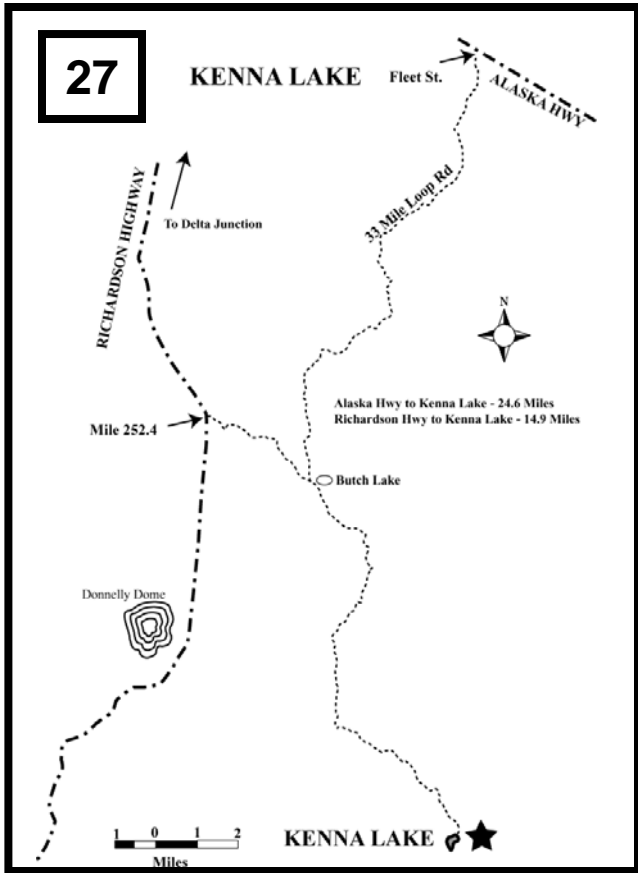 27
KENNA LAKE
Fleet St.
ALASKA HWY
RICHARDSON HIGHWAY
To Delta Junction
33 Mile Loop Rd
N
Alaska Hwy to Kenna Lake - 24.6 Miles
Richardson Hwy to Kenna Lake - 14.9 Miles
Mile 252.4
Butch Lake
Donnelly Dome
1 0 1 2
Miles
KENNA LAKE